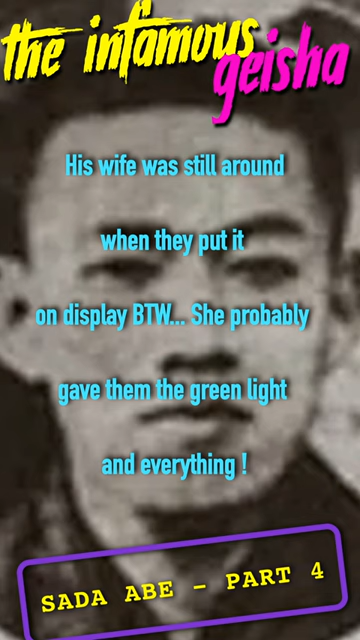 the infamous
geisha
His wife was still around
when they put it
on display BTW... She probably
gave them the green light
and everything !
SADA ABE - PART 4